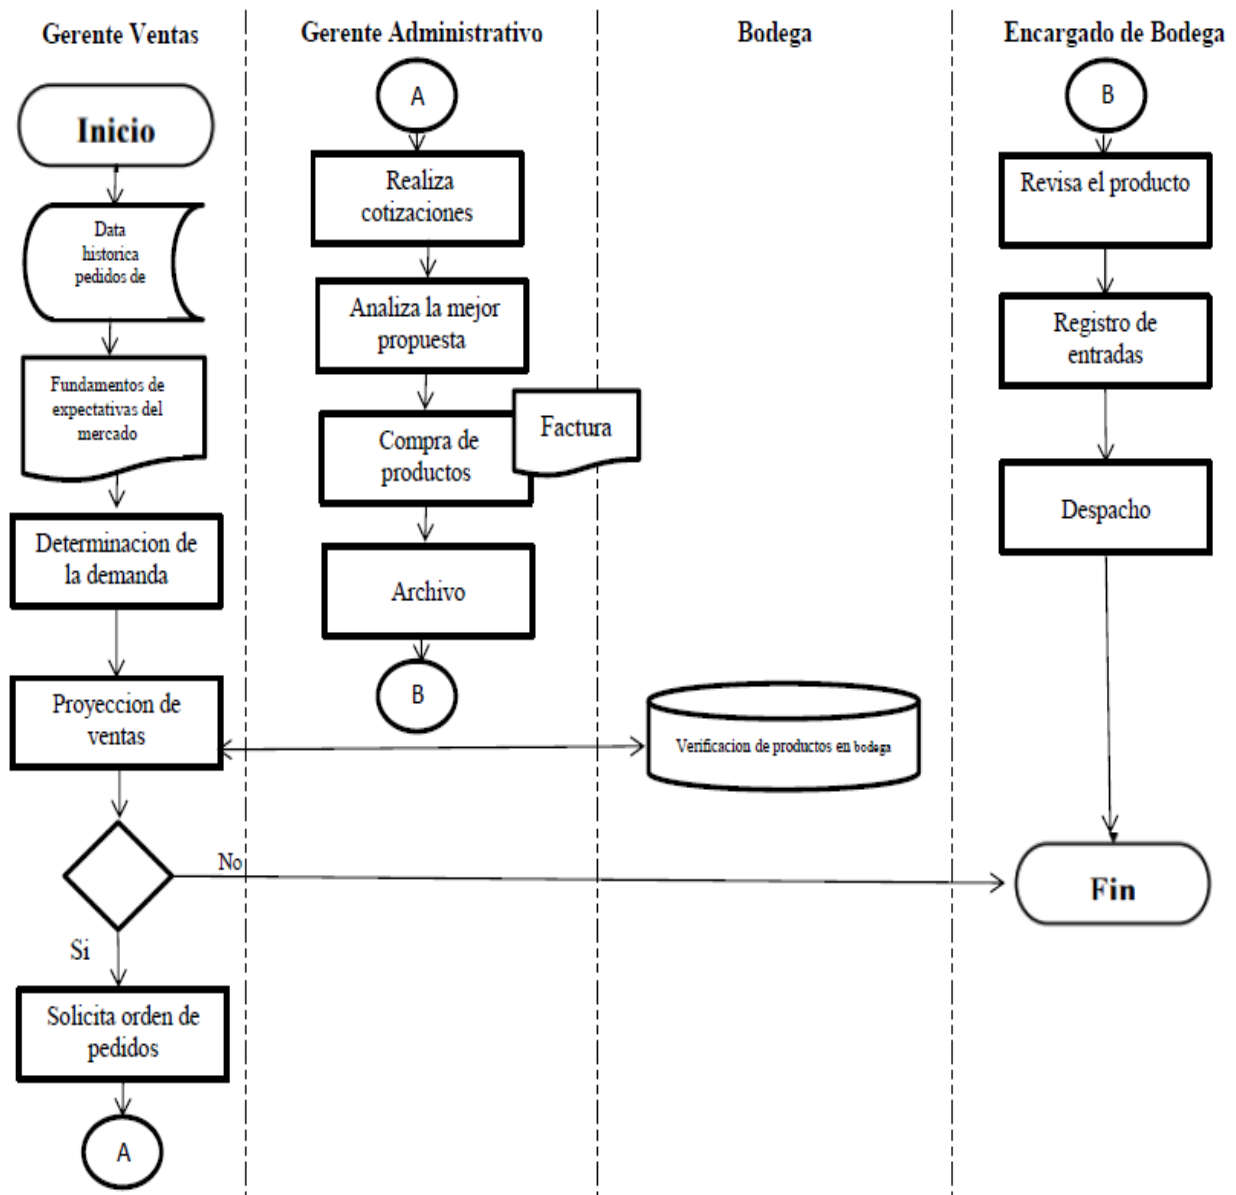 Gerente Ventas
Inicio
Data
historica
pedidos de
Fundamentos de
expectativas del
mercado
Determinacion de
la demanda
Proyeccion de
ventas
No
Si
Solicita orden de
pedidos
A
Gerente Administrativo
A
Realiza
cotizaciones
Analiza la mejor
propuesta
Compra de
productos
Factura
Archivo
B
Bodega
Verificacion de productos en bodega
Encargado de Bodega
B
Revisa el producto
Registro de
entradas
Despacho
Fin